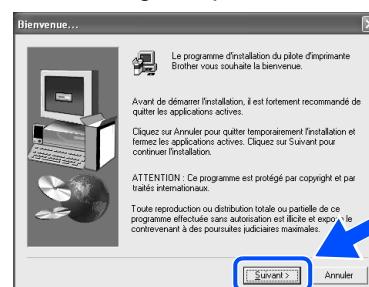 Bienvenue...
Le programme d'installation du pilote d'imprimante
Brother vous souhaite la bienvenue.
Avant de démarrer l'installation, il est fortement recommandé de
quitter les applications actives.
Cliquez sur Annuler pour quitter temporairement l'installation et
fermez les applications actives. Cliquez sur Suivant pour
continuer l'installation.
ATTENTION : Ce programme est protégé par copyright et par
traités internationaux.
Toute reproduction ou distribution totale ou partielle de ce
programme effectuée sans autorisation est illicite et expose le
contrevenant à des poursuites judiciaires maximales.
Suivant >
Annuler